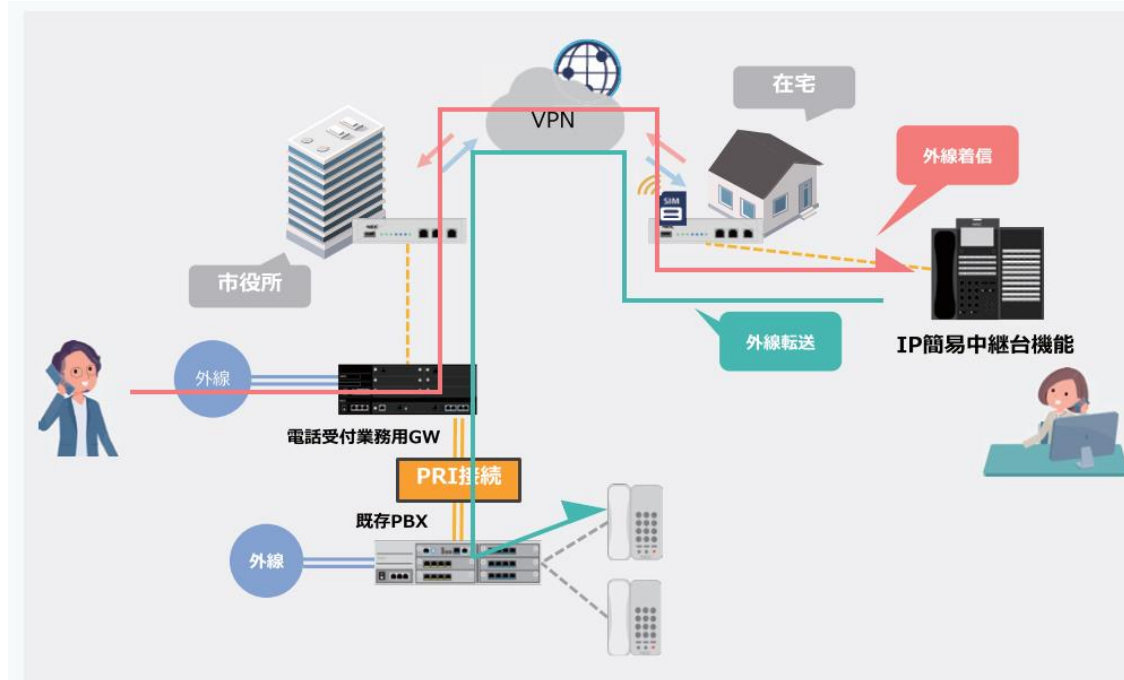 VPN
在宅
外線着信
SIM
市役所
外線転送
IP簡易中継台機能
外線
電話受付業務用GW
PRI接続
既存PBX
外線